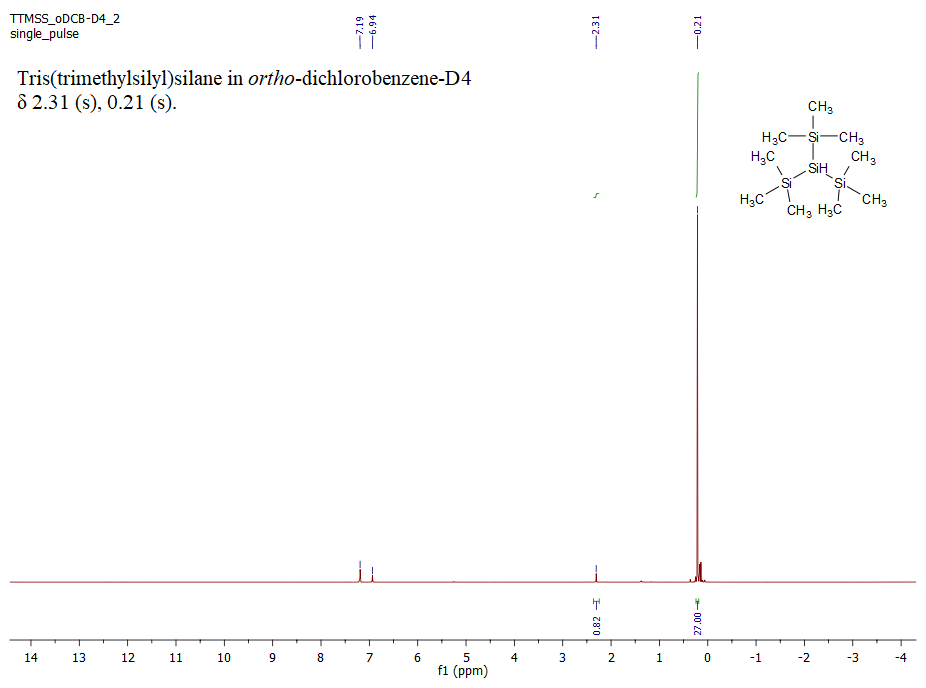 TTMSS_oDCB-D4_2
single_pulse
7.19
6.94
2.31
0.21
Tris(trimethylsilyl)silane in ortho-dichlorobenzene-D4
δ 2.31 (s), 0.21 (s).
CH3
H3C Si CH3
H3C CH3
SiH
Si Si
H3C CH3
CH3 H3C
0.82
27.00
14 13 12 11 10 9 8 7 6 5 4 3 2 1 0 -1 -2 -3 -4
f1 (ppm)